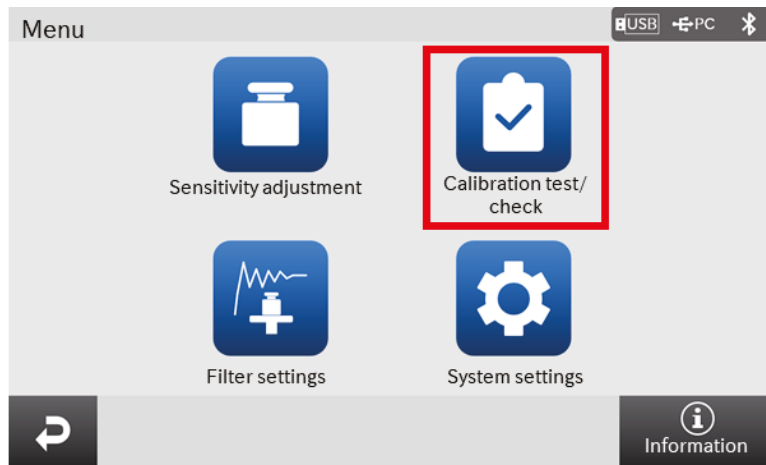 Menu
USB PC
Sensitivity adjustment
Calibration test/
check
Filter settings
System settings
Information